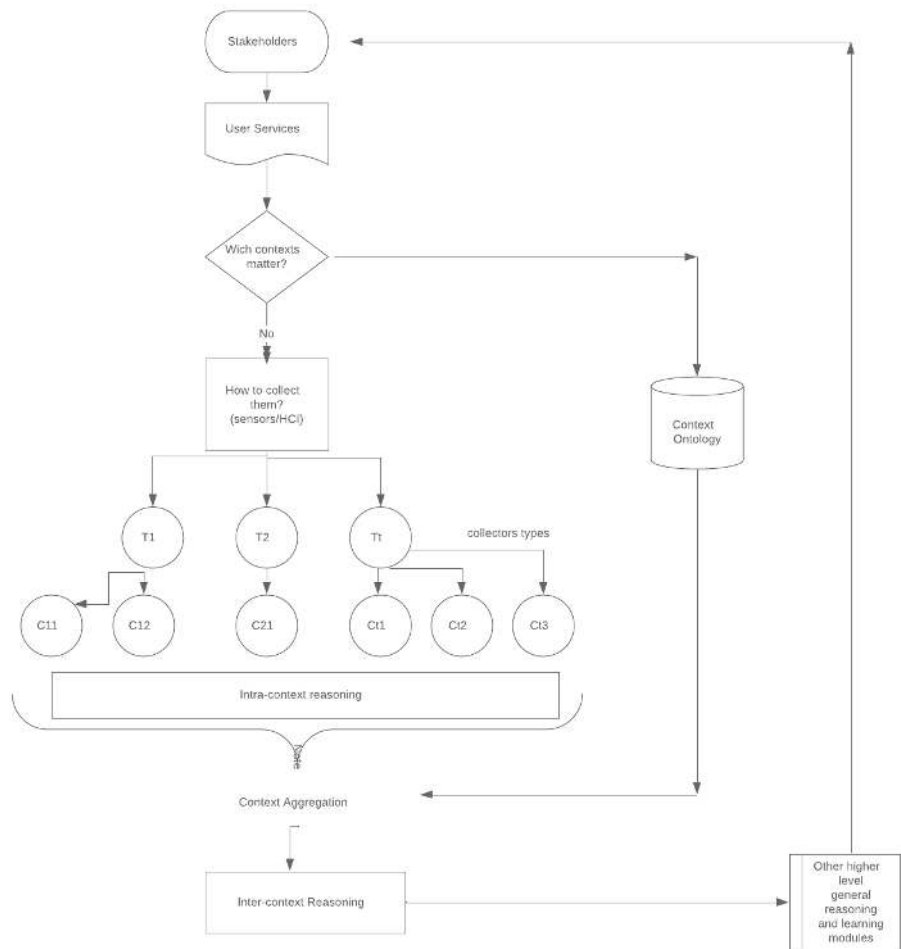 Stakeholders
User Services
Wich contexts
matter?
No
How to collect
them?
(sensors/HCI)
Context
Ontology
T1
T2
Tt
collectors types
C11
C12
C21
Ct1
Ct2
Ct3
Intra-context reasoning
Note
Context Aggregation
Inter-context Reasoning
Other higher
level
general
reasoning
and learning
modules